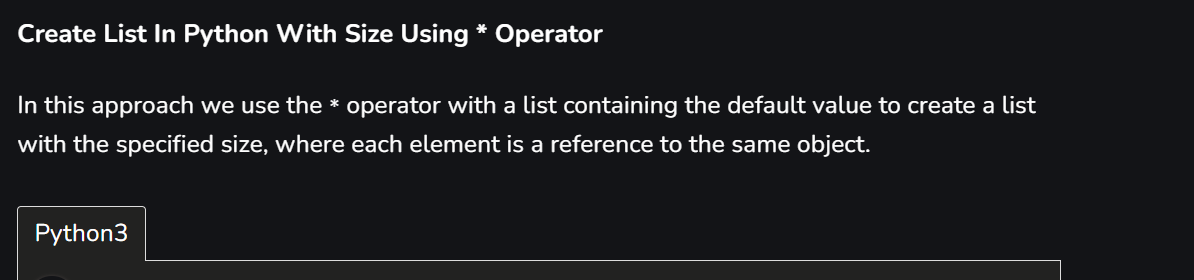 Create List In Python With Size Using * Operator
In this approach we use the * operator with a list containing the default value to create a list
with the specified size, where each element is a reference to the same object.
Python3